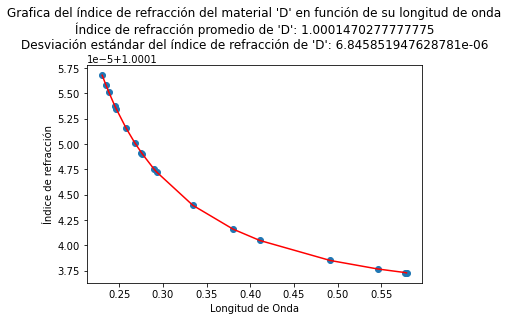 Grafica del índice de refracción del material 'D' en función de su longitud de onda
Índice de refracción promedio de 'D': 1.0001470277777775
Desviación estándar del índice de refracción de 'D': 6.845851947628781e-06
1e−5+1.0001
5.75
5.50
5.25
5.00
4.75
4.50
4.25
4.00
3.75
Índice de refracción
0.25
0.30
0.35
0.40
0.45
0.50
0.55
Longitud de Onda